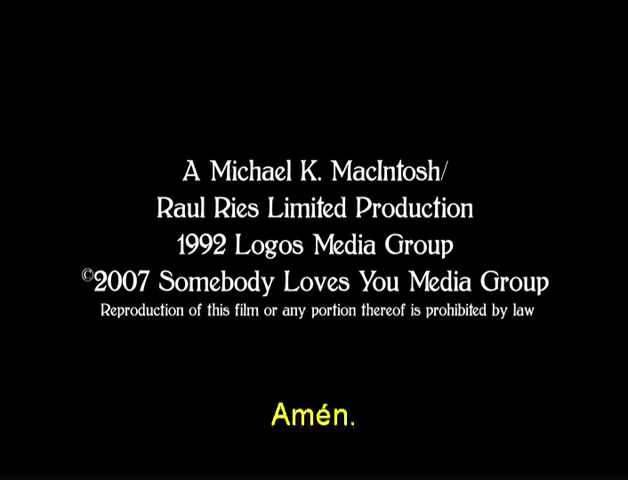 A Michael K. MacIntosh/
Raul Ries Limited Production
1992 Logos Media Group
©2007 Somebody Loves You Media Group
Reproduction of this film or any portion thereof is prohibited by law
Amén.